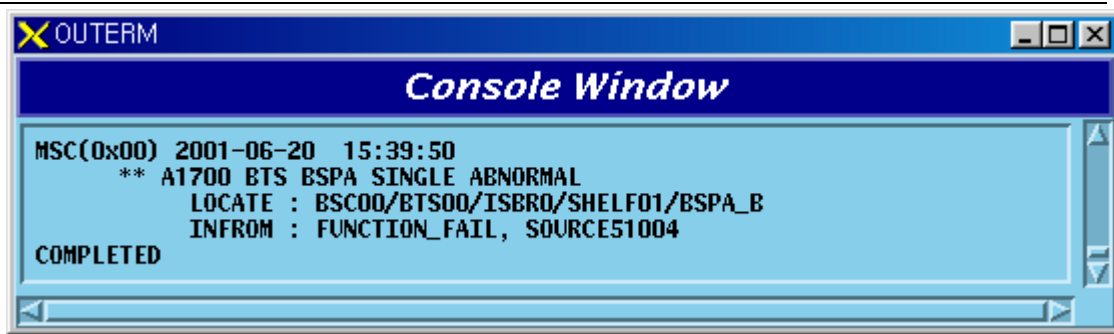 OUTERM
Console Window
MSC(0x00) 2001-06-20 15:39:50
** A1700 BTS BSPA SINGLE ABNORMAL
LOCATE : BSC00/BTS00/ISBR0/SHELF01/BSPA_B
INFROM : FUNCTION_FAIL, SOURCE51004
COMPLETED